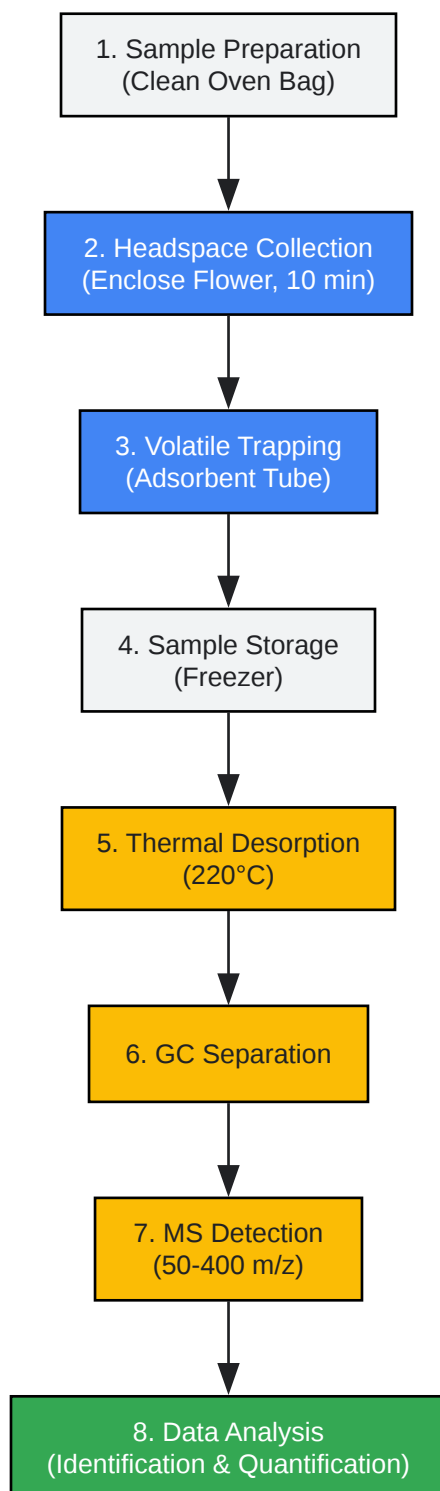 1. Sample Preparation
(Clean Oven Bag)
2. Headspace Collection
(Enclose Flower, 10 min)
3. Volatile Trapping
(Adsorbent Tube)
4. Sample Storage
(Freezer)
5. Thermal Desorption
(220°C)
6. GC Separation
7. MS Detection
(50-400 m/z)
8. Data Analysis
(Identification & Quantification)